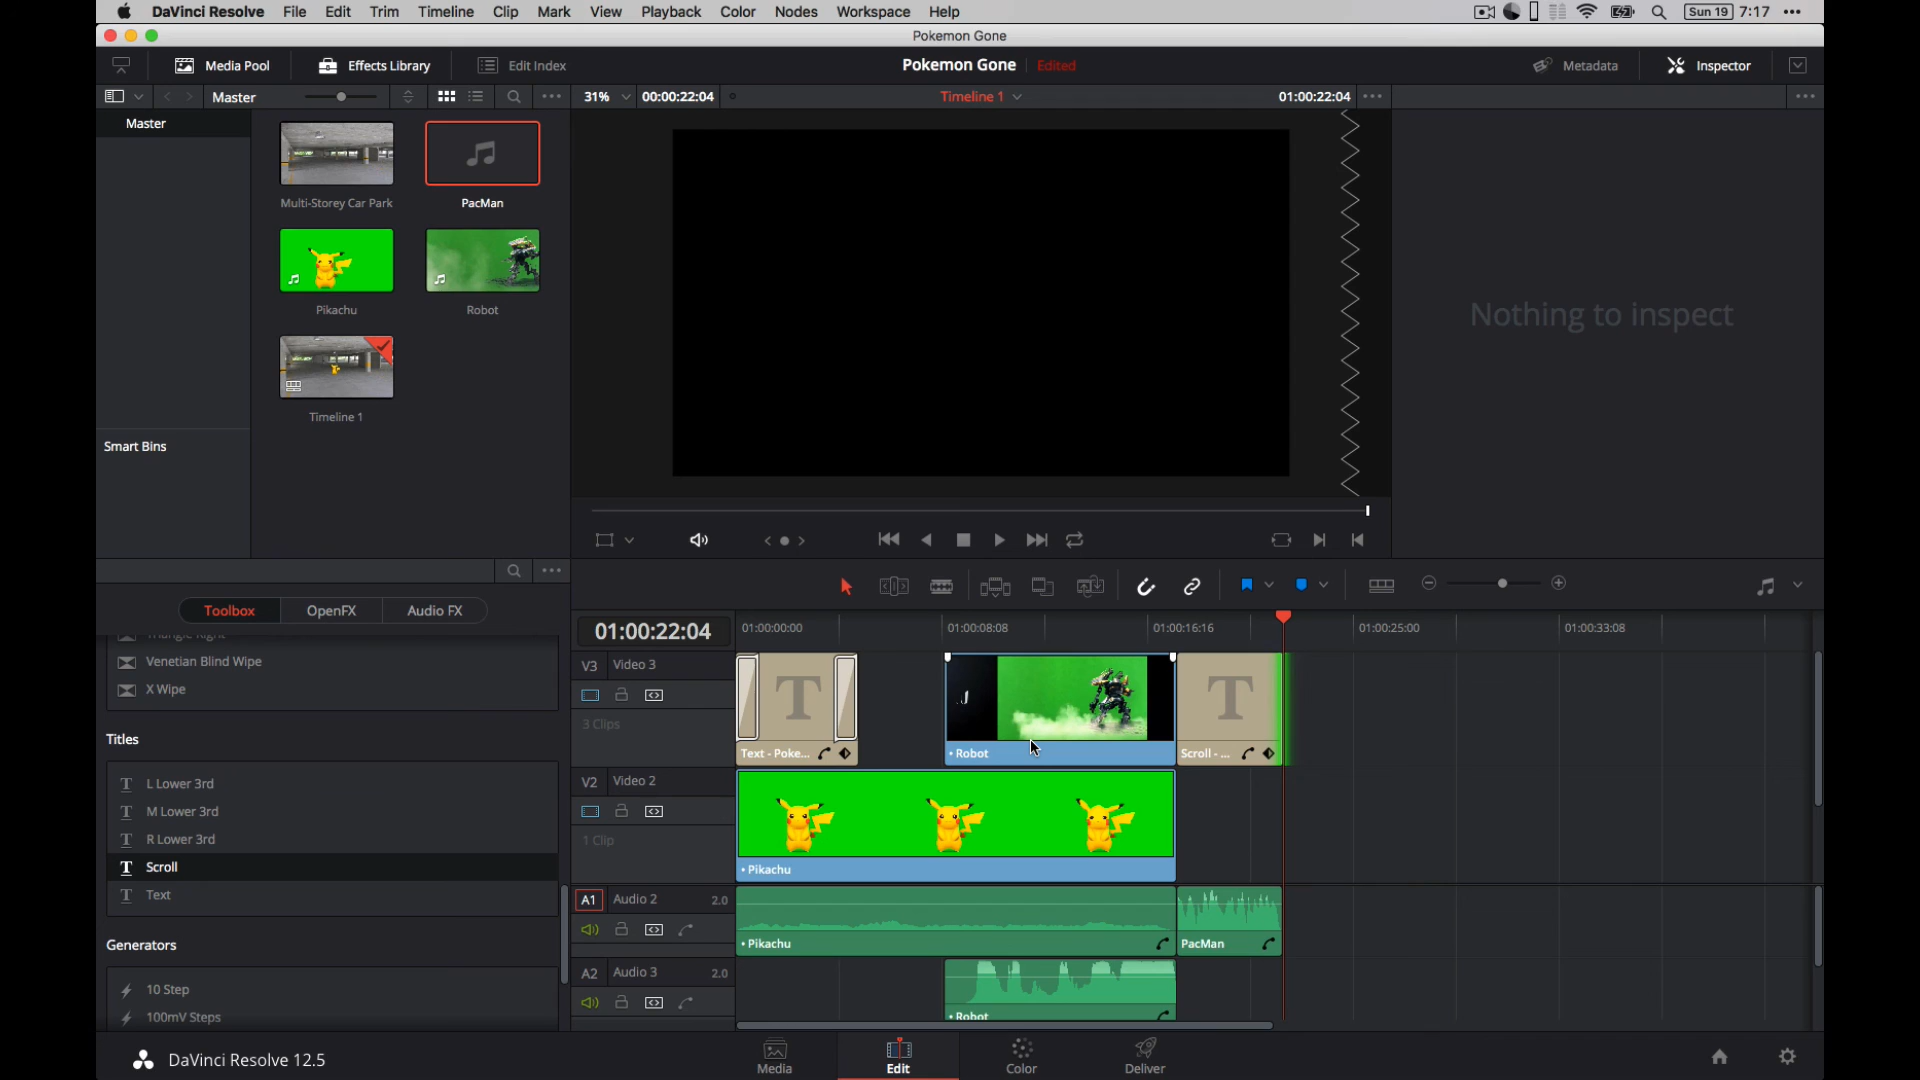 DaVinci Resolve File Edit Trim Timeline Clip Mark View Playback Color Nodes Workspace Help Sun 19 7:17
Pokemon Gone
Media Pool Effects Library Edit Index Pokemon Gone Edited Metadata Inspector
Master 31% 00:00:22:04 Timeline 1 01:00:22:04
Master
Multi-Storey Car Park PacMan
Pikachu Robot
Timeline 1
Smart Bins
Nothing to inspect
Toolbox OpenFX Audio FX
Triangle Right
Venetian Blind Wipe
X Wipe
Titles
L Lower 3rd
M Lower 3rd
R Lower 3rd
Scroll
Text
Generators
10 Step
100mV Steps
01:00:22:04 01:00:00:00 01:00:08:08 01:00:16:16 01:00:25:00 01:00:33:08
V3 Video 3
3 Clips
Text - Poke... • Robot Scroll - ...
V2 Video 2
1 Clip
• Pikachu
A1 Audio 2 2.0
• Pikachu PacMan
A2 Audio 3 2.0
• Robot
DaVinci Resolve 12.5 Media Edit Color Deliver